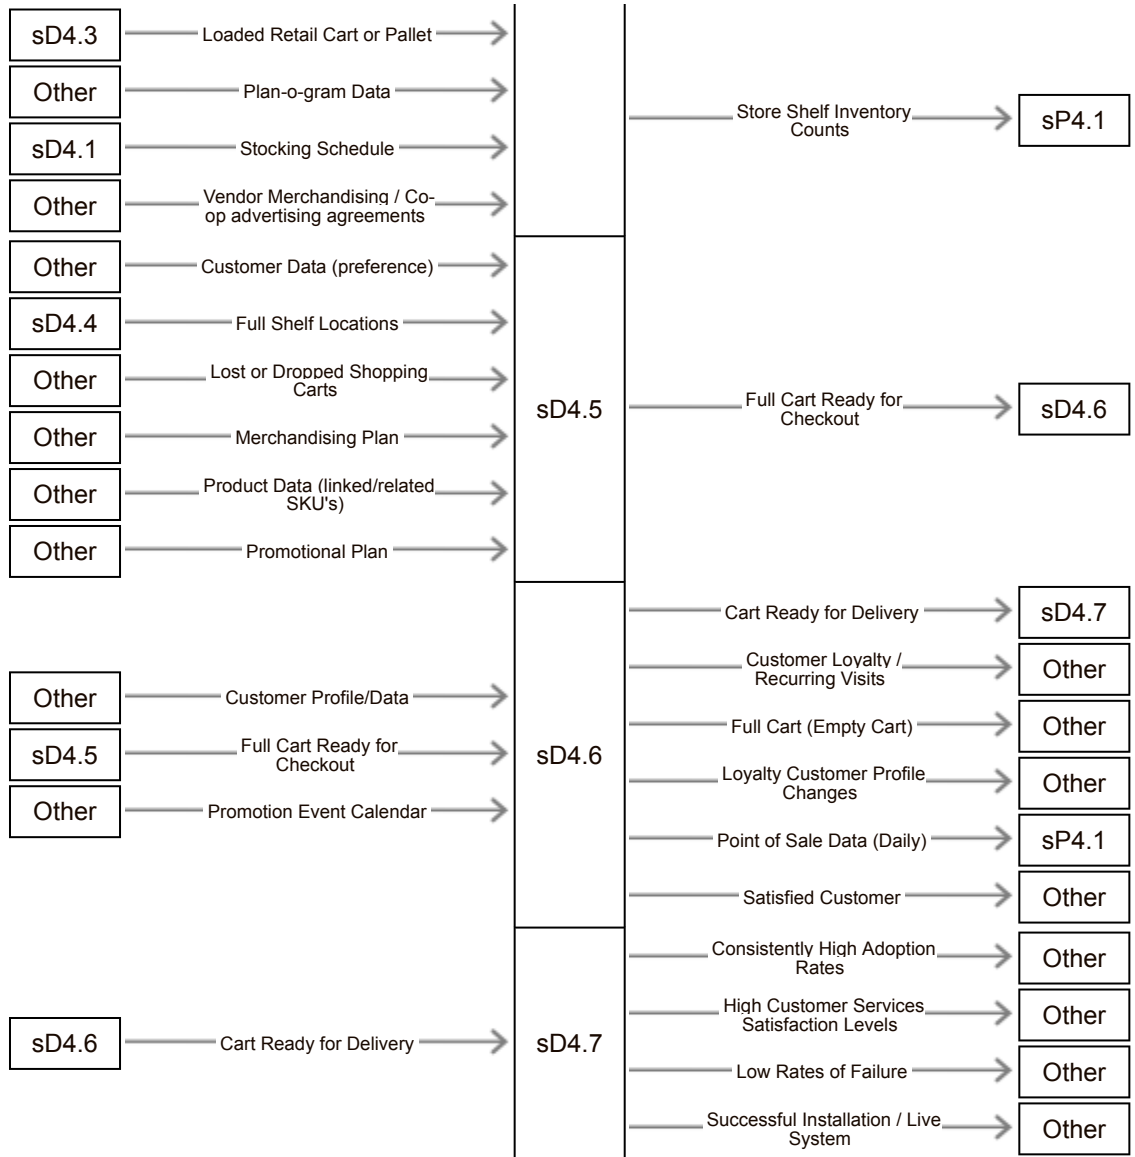 sD4.3
Loaded Retail Cart or Pallet
Other
Plan-o-gram Data
sD4.1
Stocking Schedule
Other
Vendor Merchandising / Co-
op advertising agreements
Store Shelf Inventory
Counts
sP4.1
Other
Customer Data (preference)
sD4.4
Full Shelf Locations
Other
Lost or Dropped Shopping
Carts
Other
Merchandising Plan
Other
Product Data (linked/related
SKU's)
Other
Promotional Plan
sD4.5
Full Cart Ready for
Checkout
sD4.6
Other
Customer Profile/Data
sD4.5
Full Cart Ready for
Checkout
Other
Promotion Event Calendar
sD4.6
Cart Ready for Delivery
sD4.7
Customer Loyalty /
Recurring Visits
Other
Full Cart (Empty Cart)
Other
Loyalty Customer Profile
Changes
Other
Point of Sale Data (Daily)
sP4.1
Satisfied Customer
Other
sD4.6
Cart Ready for Delivery
sD4.7
Consistently High Adoption
Rates
Other
High Customer Services
Satisfaction Levels
Other
Low Rates of Failure
Other
Successful Installation / Live
System
Other